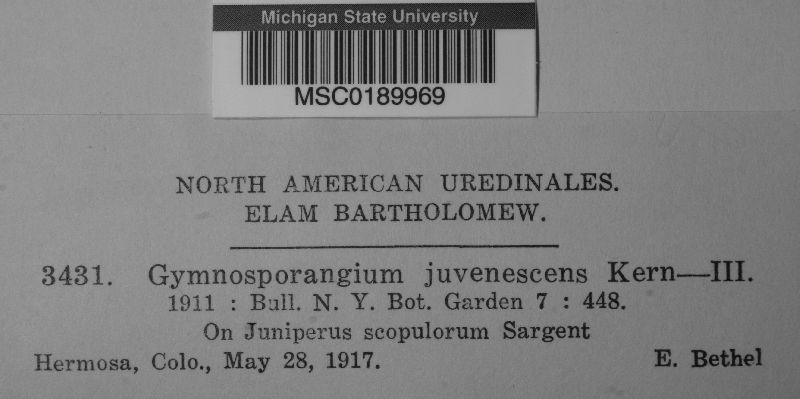 Michigan State University
MSC0189969
NORTH AMERICAN UREDINALES.
ELAM BARTHOLOMEW.
3431. Gymnosporangium juvenescens Kern—III.
1911 : Bull. N. Y. Bot. Garden 7 : 448.
On Juniperus scopulorum Sargent
Hermosa, Colo., May 28, 1917. E. Bethel